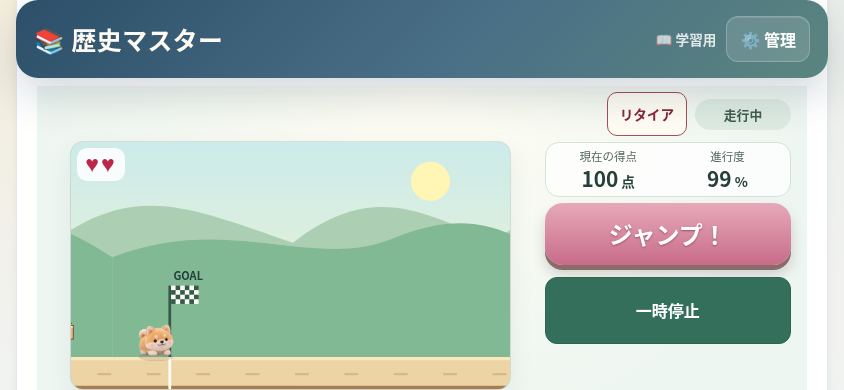 📚 歴史マスター
📖 学習用
⚙️ 管理
リタイア
走行中
♥♥
現在の得点
100 点
進行度
99 %
ジャンプ！
一時停止
GOAL